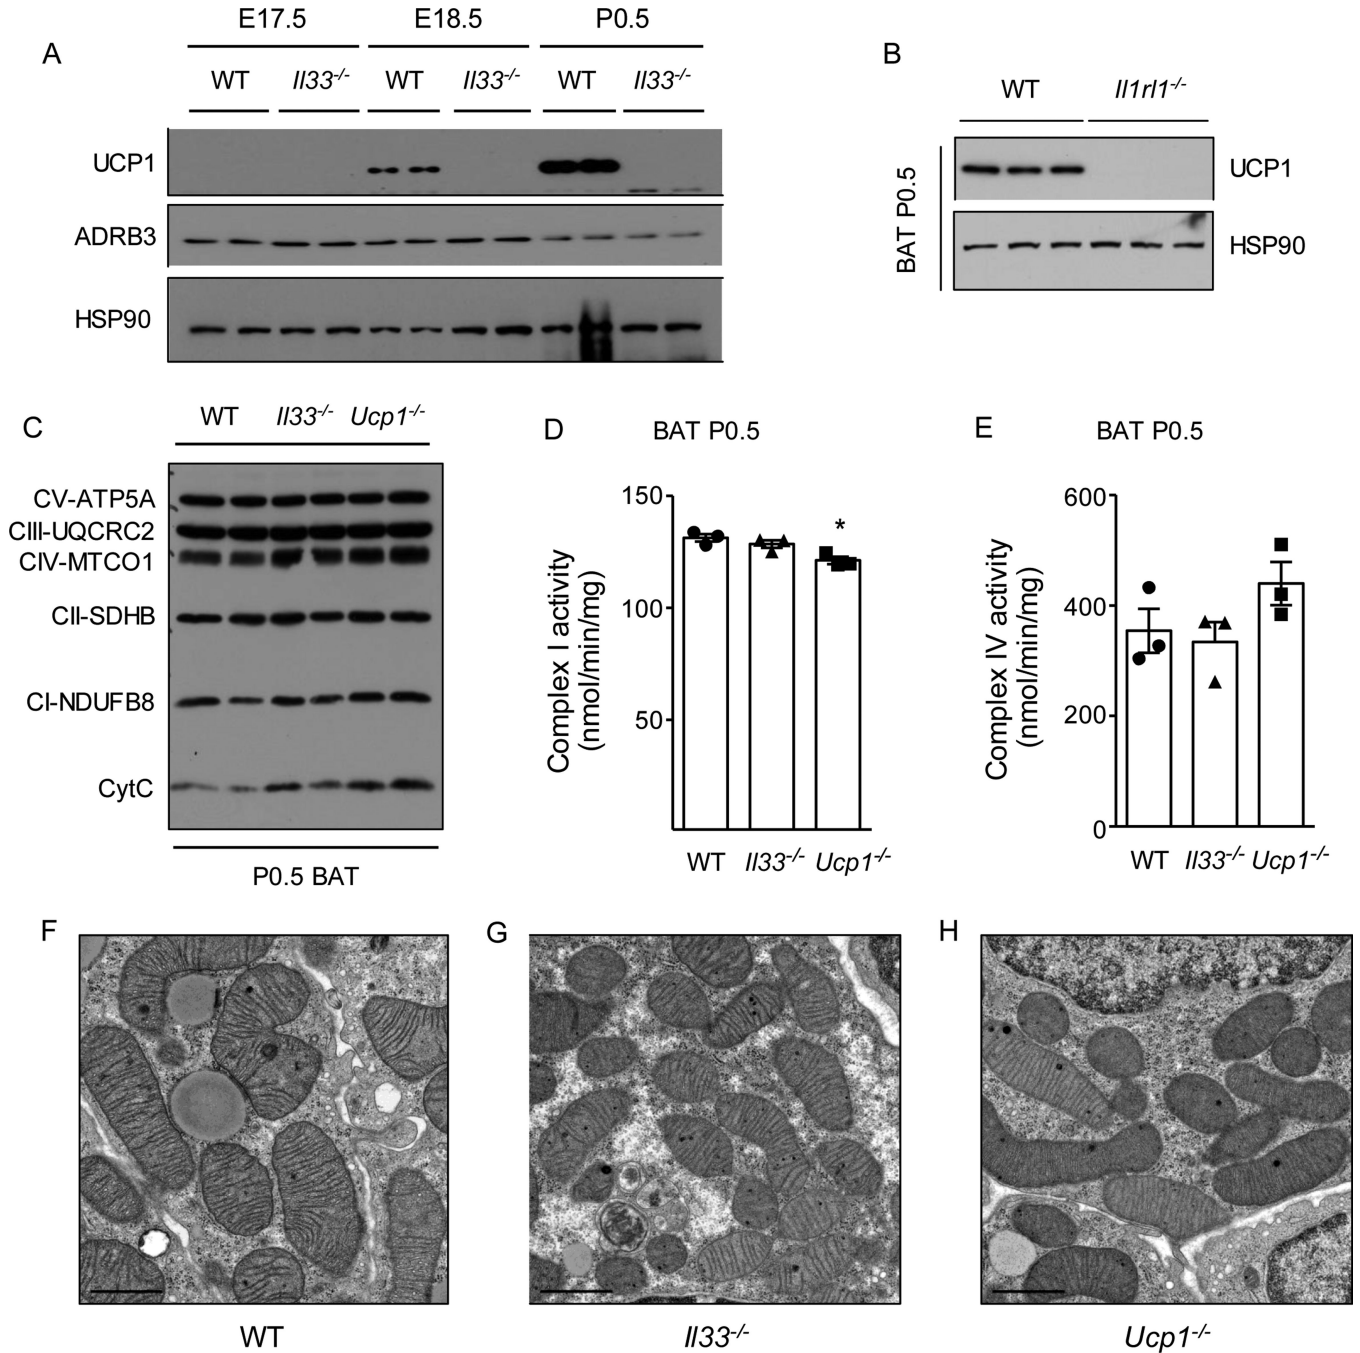 A
E17.5 E18.5 P0.5
WT Il33-/- WT Il33-/- WT Il33-/-
UCP1
ADRB3
HSP90
B
WT Il1rl1-/-
BAT P0.5
UCP1
HSP90
C
WT Il33-/- Ucp1-/-
CV-ATP5A
CIII-UQCRC2
CIV-MTCO1
CII-SDHB
CI-NDUFB8
CytC
P0.5 BAT
D
BAT P0.5
Complex I activity
(nmol/min/mg)
150
100
50
*
WT Il33-/- Ucp1-/-
E
BAT P0.5
Complex IV activity
(nmol/min/mg)
600
400
200
0
WT Il33-/- Ucp1-/-
F
WT
G
Il33-/-
H
Ucp1-/-